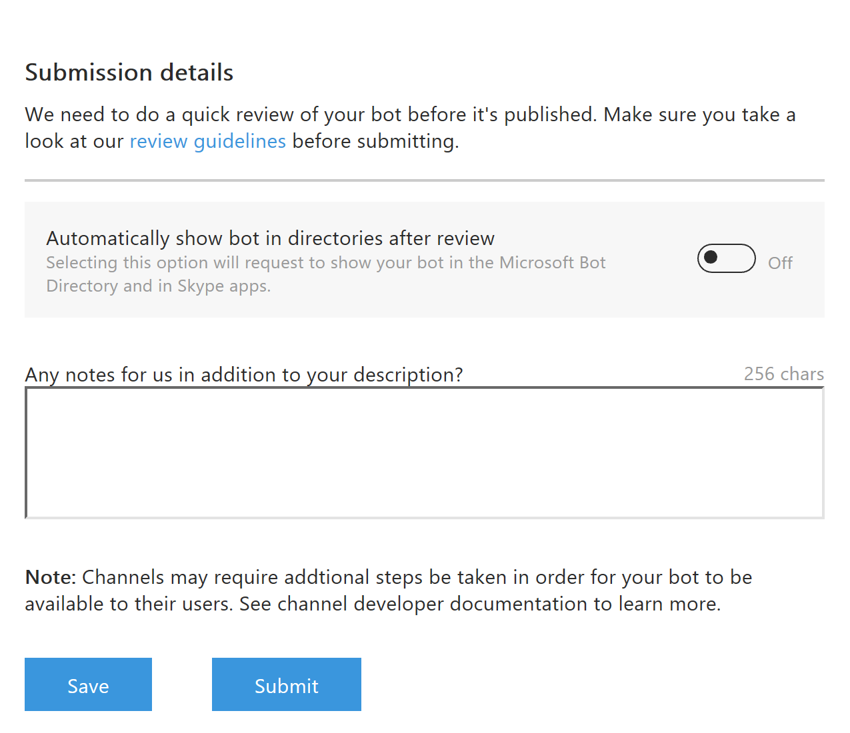 Submission details
We need to do a quick review of your bot before it's published. Make sure you take a
look at our review guidelines before submitting.
Automatically show bot in directories after review
Selecting this option will request to show your bot in the Microsoft Bot
Directory and in Skype apps.
Off
Any notes for us in addition to your description?
256 chars
Note: Channels may require addtional steps be taken in order for your bot to be
available to their users. See channel developer documentation to learn more.
Save
Submit